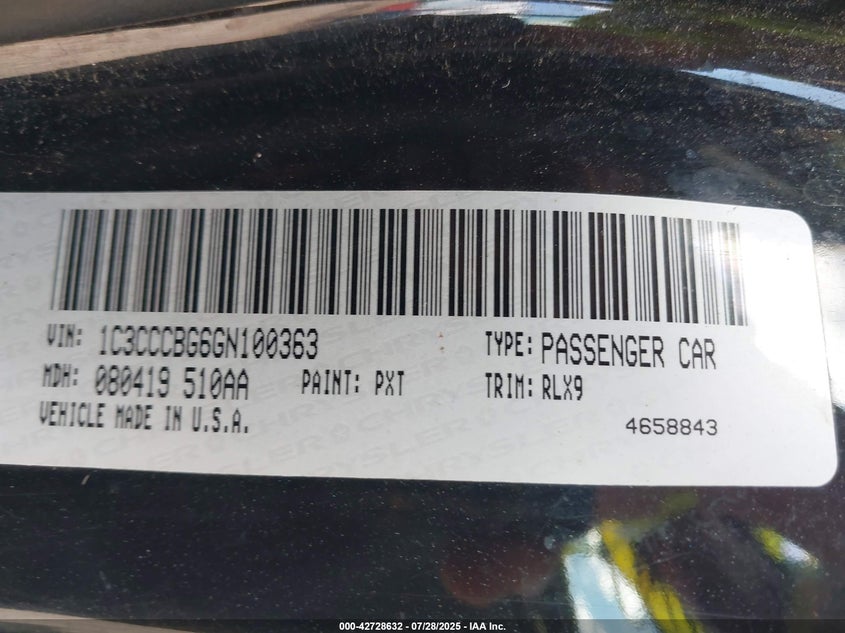 VIN: 1C3CCCBG6GN100363 TYPE: PASSENGER CAR
MDH: 080419 510AA PAINT: PXT TRIM: RLX9
VEHICLE MADE IN U.S.A. 4658843
CHRYSLER
000-42728632 / 07/28/2025 - IAA Inc.